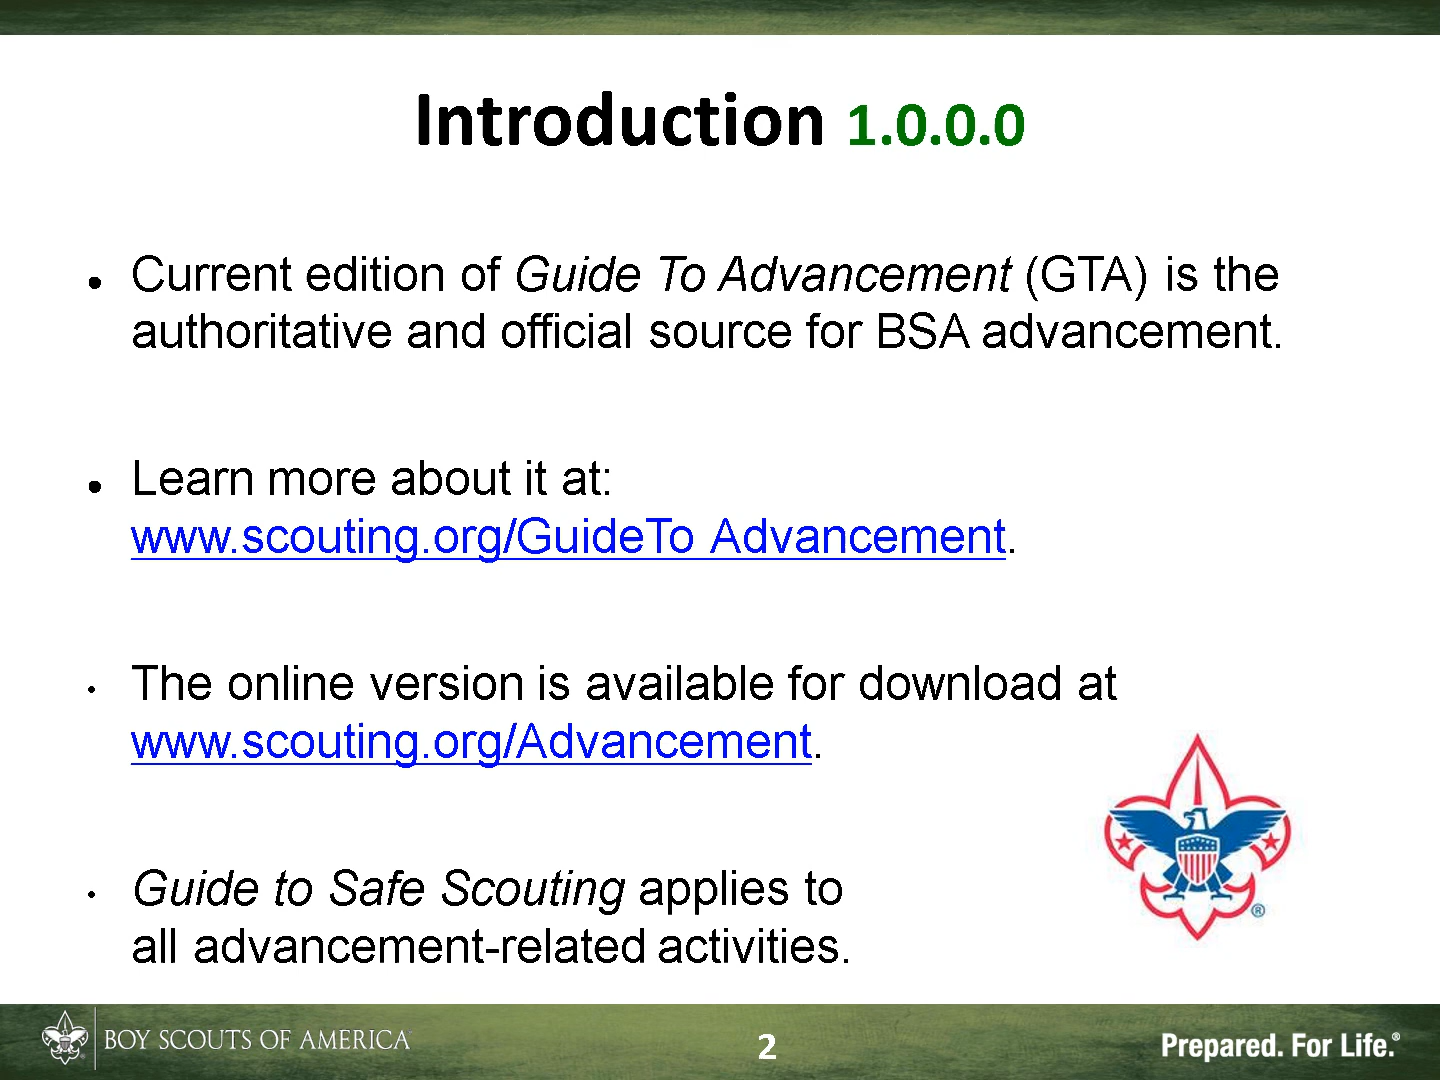 Introduction 1.0.0.0
● Current edition of Guide To Advancement (GTA) is the
authoritative and official source for BSA advancement.
● Learn more about it at:
www.scouting.org/GuideTo Advancement.
• The online version is available for download at
www.scouting.org/Advancement.
• Guide to Safe Scouting applies to
all advancement-related activities.
®
BOY SCOUTS OF AMERICA
2
Prepared. For Life.®